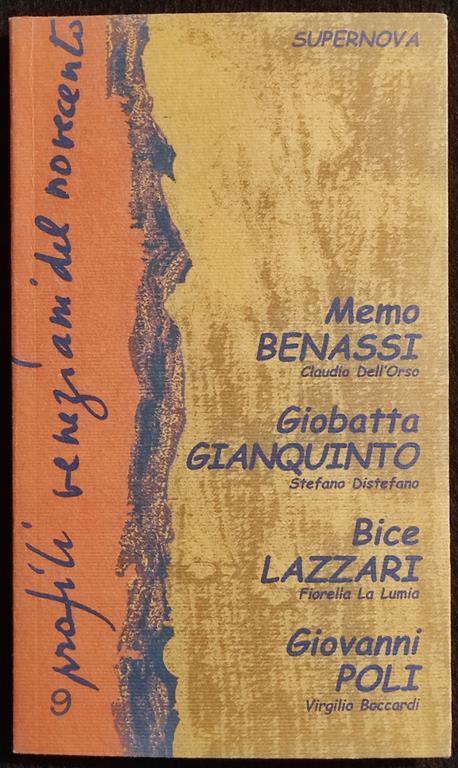 profili veneziani del novecento
SUPERNOVA
Memo
BENASSI
Claudio Dell'Orso
Giobatta
GIANQUINTO
Stefano Distefano
Bice
LAZZARI
Fiorella La Lumia
Giovanni
POLI
Virgilio Boccardi